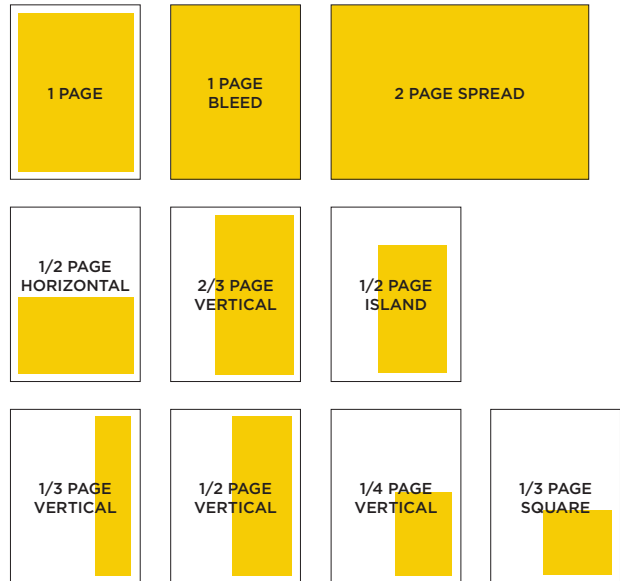 1 PAGE
1 PAGE
BLEED
2 PAGE SPREAD
1/2 PAGE
HORIZONTAL
2/3 PAGE
VERTICAL
1/2 PAGE
ISLAND
1/3 PAGE
VERTICAL
1/2 PAGE
VERTICAL
1/4 PAGE
VERTICAL
1/3 PAGE
SQUARE